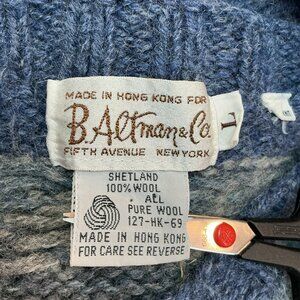 MADE IN HONG KONG FOR
B. Altman & Co.
FIFTH AVENUE NEW YORK
L
SHETLAND
100% WOOL
ALL
PURE WOOL
127-HK-69
MADE IN HONG KONG
FOR CARE SEE REVERSE